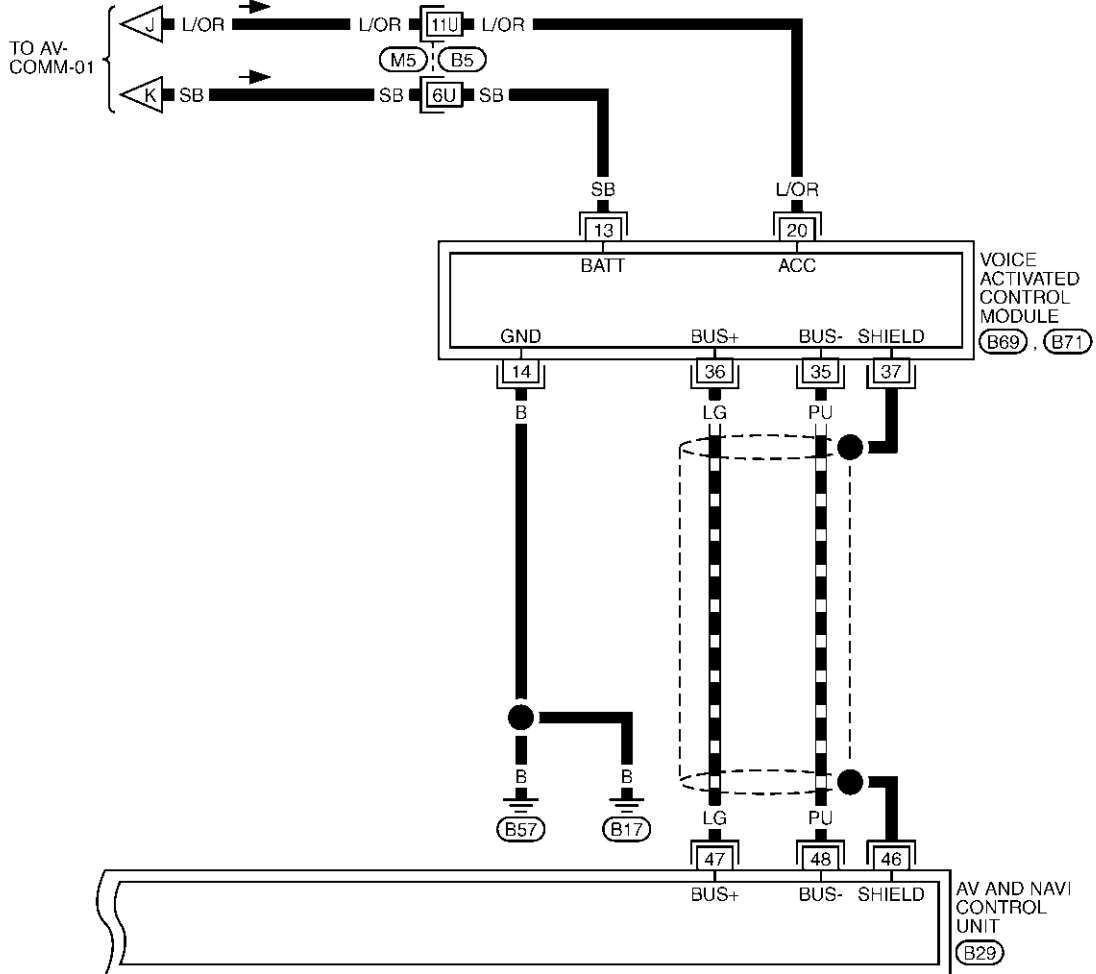 J L/OR L/OR 11U L/OR
TO AV-
COMM-01
M5 B5
K SB SB 6U SB
SB L/OR
13 20
BATT ACC
VOICE
ACTIVATED
CONTROL
MODULE
B69 , B71
GND BUS+ BUS- SHIELD
14 36 35 37
B LG PU
B B
B57 B17
LG PU
47 48 46
BUS+ BUS- SHIELD
AV AND NAVI
CONTROL
UNIT
B29